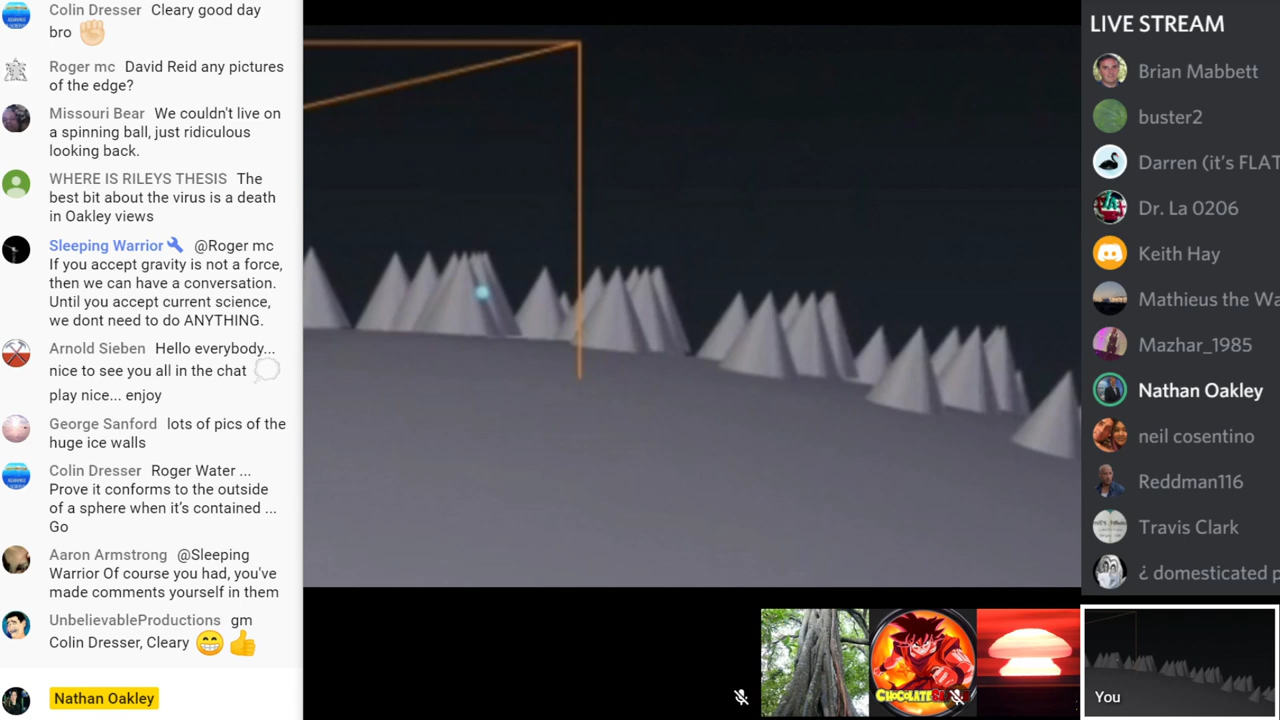 Colin Dresser Cleary good day
bro
Roger mc David Reid any pictures
of the edge?
Missouri Bear We couldn't live on
a spinning ball, just ridiculous
looking back.
WHERE IS RILEYS THESIS The
best bit about the virus is a death
in Oakley views
Sleeping Warrior @Roger mc
If you accept gravity is not a force,
then we can have a conversation.
Until you accept current science,
we dont need to do ANYTHING.
Arnold Sieben Hello everybody...
nice to see you all in the chat
play nice... enjoy
George Sanford lots of pics of the
huge ice walls
Colin Dresser Roger Water ...
Prove it conforms to the outside
of a sphere when it's contained ...
Go
Aaron Armstrong @Sleeping
Warrior Of course you had, you've
made comments yourself in them
UnbelievableProductions gm
Colin Dresser, Cleary
Nathan Oakley
LIVE STREAM
Brian Mabbett
buster2
Darren (it's FLAT
Dr. La 0206
Keith Hay
Mathieus the Wa
Mazhar_1985
Nathan Oakley
neil cosentino
Reddman116
Travis Clark
¿ domesticated p
You